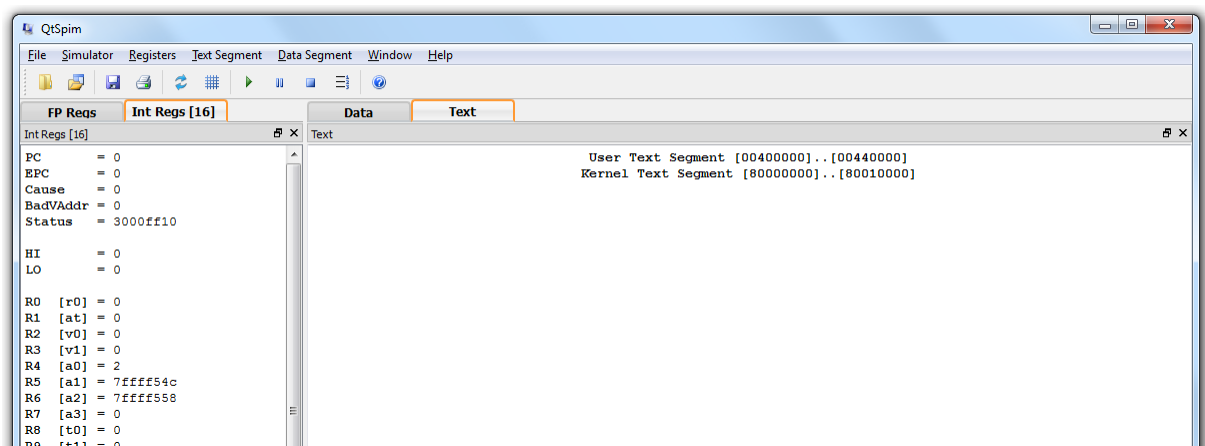 QtSpim
File Simulator Registers Text Segment Data Segment Window Help
FP Regs Int Regs [16] Data Text
Int Regs [16] Text
PC = 0
EPC = 0
Cause = 0
BadVAddr = 0
Status = 3000ff10
HI = 0
LO = 0
R0 [r0] = 0
R1 [at] = 0
R2 [v0] = 0
R3 [v1] = 0
R4 [a0] = 2
R5 [a1] = 7ffff54c
R6 [a2] = 7ffff558
R7 [a3] = 0
R8 [t0] = 0
R9 [t1] = 0
User Text Segment [00400000]..[00440000]
Kernel Text Segment [80000000]..[80010000]